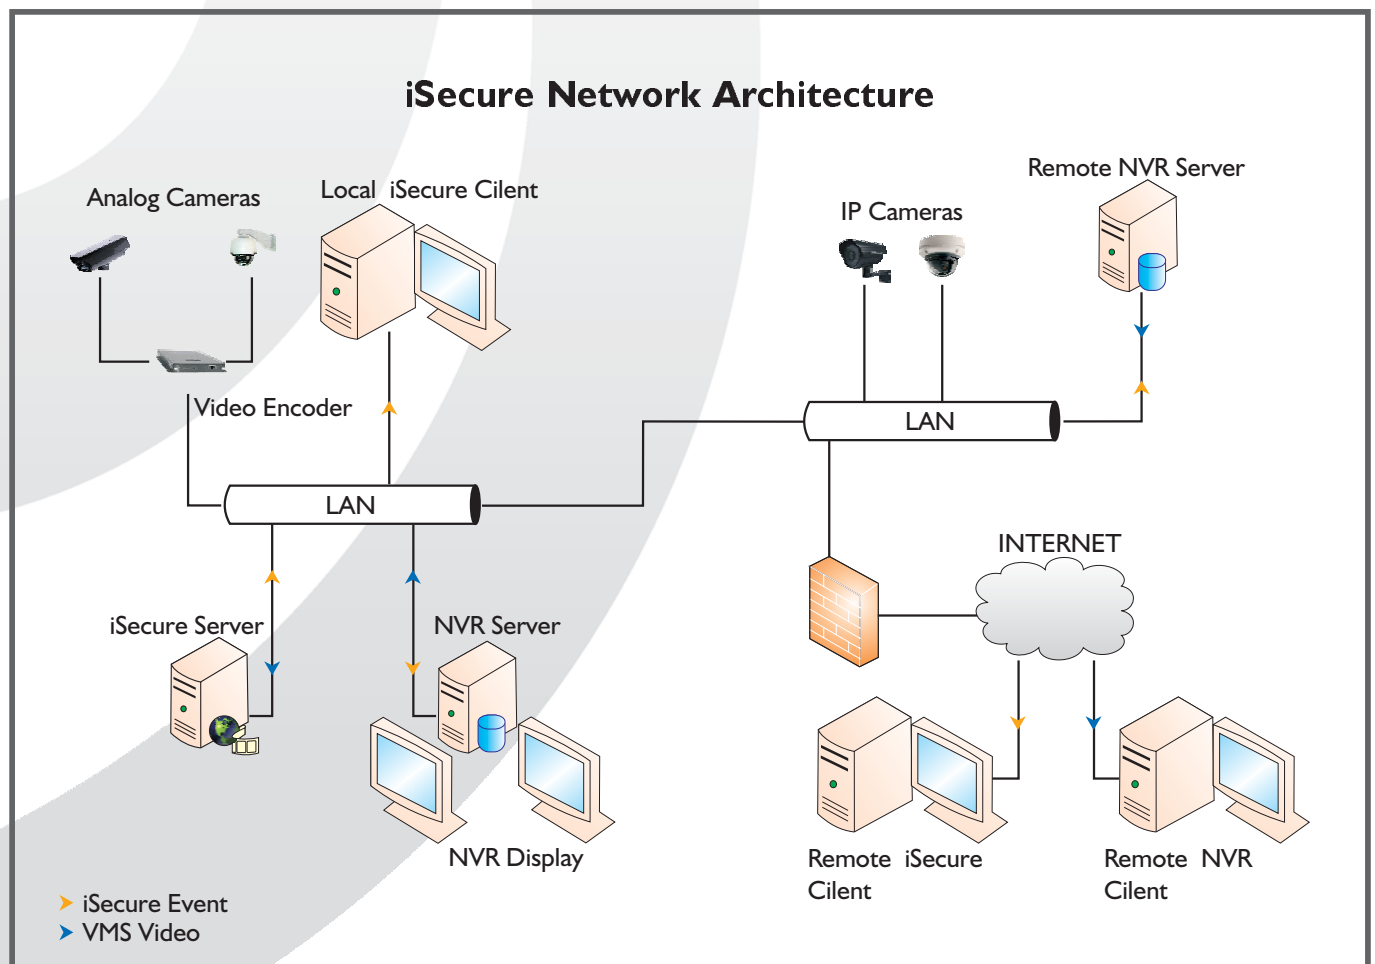 iSecure Network Architecture
Remote NVR Server
Analog Cameras
Local iSecure Cilent
IP Cameras
Video Encoder
LAN
LAN
INTERNET
iSecure Server
NVR Server
NVR Display
Remote iSecure
Cilent
Remote NVR
Cilent
iSecure Event
VMS Video